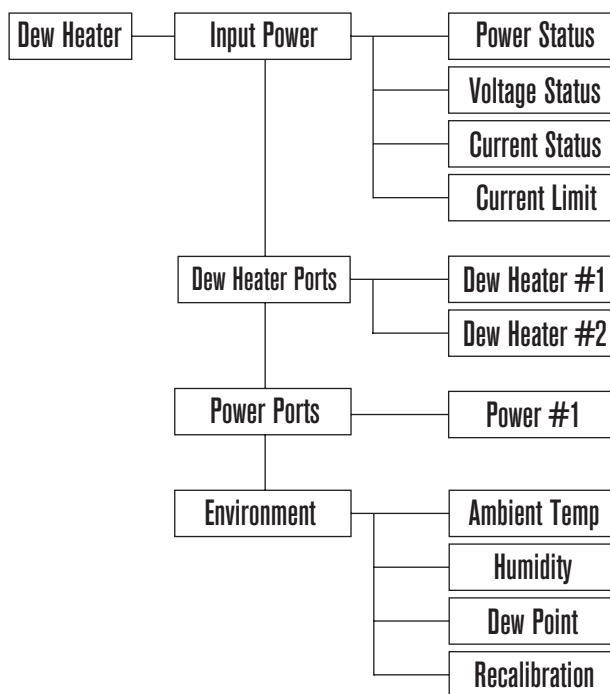 Dew Heater
Input Power
Power Status
Voltage Status
Current Status
Current Limit
Dew Heater Ports
Dew Heater #1
Dew Heater #2
Power Ports
Power #1
Environment
Ambient Temp
Humidity
Dew Point
Recalibration